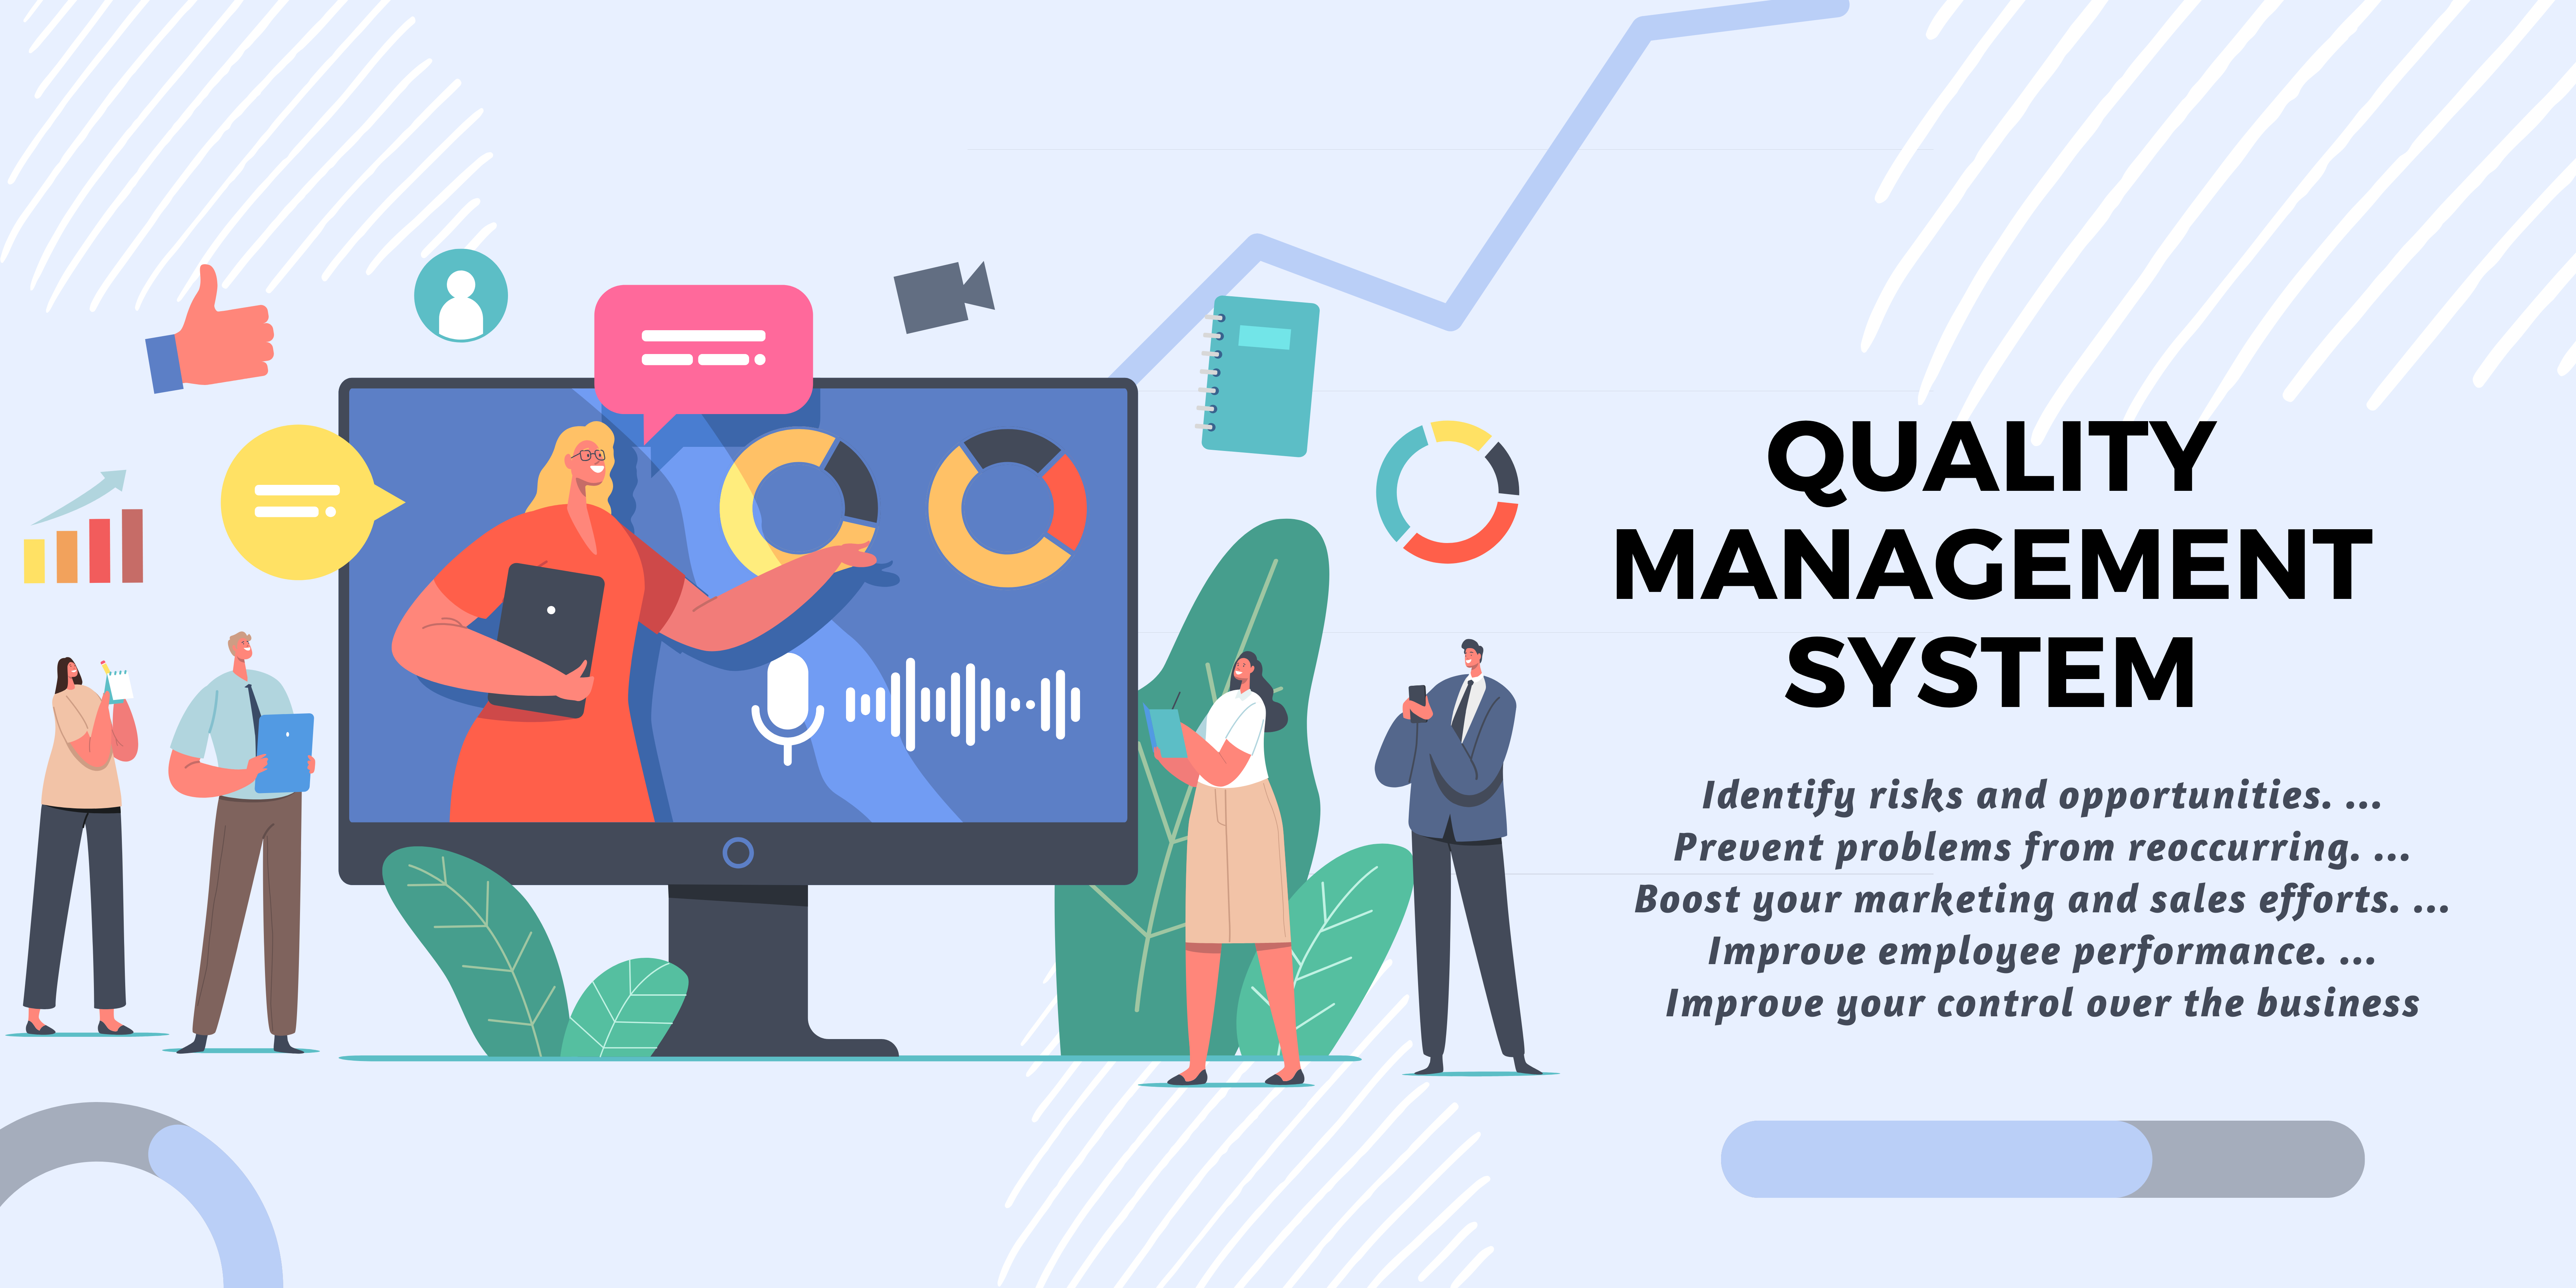 QUALITY
MANAGEMENT
SYSTEM
Identify risks and opportunities. ...
Prevent problems from reoccurring. ...
Boost your marketing and sales efforts. ...
Improve employee performance. ...
Improve your control over the business